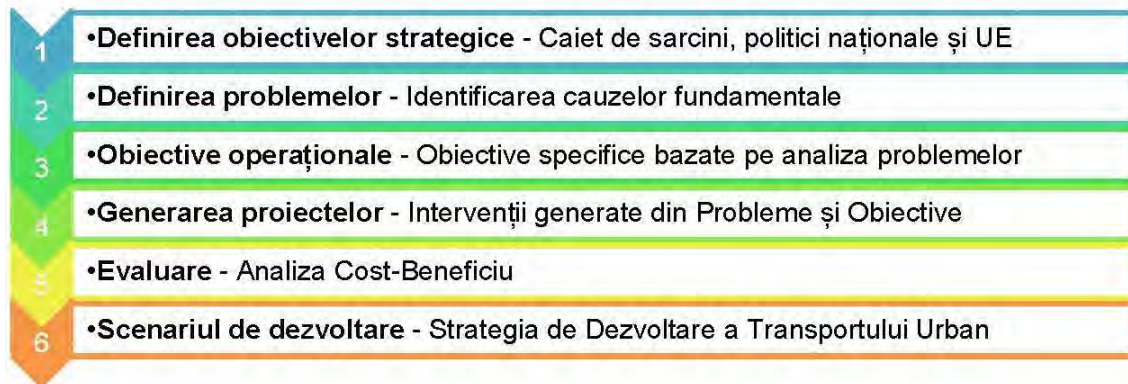 1 •Definirea obiectivelor strategice - Caiet de sarcini, politici naționale și UE
2 •Definirea problemelor - Identificarea cauzelor fundamentale
3 •Obiective operaționale - Obiective specifice bazate pe analiza problemelor
4 •Generarea proiectelor - Intervenții generate din Probleme și Obiective
5 •Evaluare - Analiza Cost-Beneficiu
6 •Scenariul de dezvoltare - Strategia de Dezvoltare a Transportului Urban